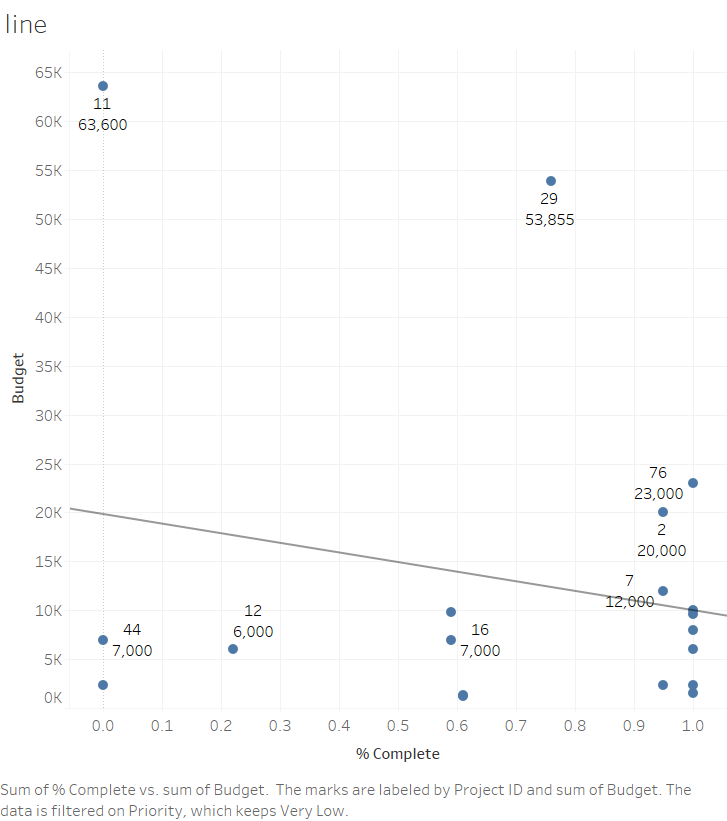 line
65K
11
63,600
60K
55K
29
53,855
50K
45K
40K
35K
30K
25K
76
23,000
20K
2
20,000
15K
7
12,000
10K
12
6,000
44
7,000
16
7,000
5K
0K
Budget
0.0 0.1 0.2 0.3 0.4 0.5 0.6 0.7 0.8 0.9 1.0
% Complete
Sum of % Complete vs. sum of Budget.  The marks are labeled by Project ID and sum of Budget. The
data is filtered on Priority, which keeps Very Low.